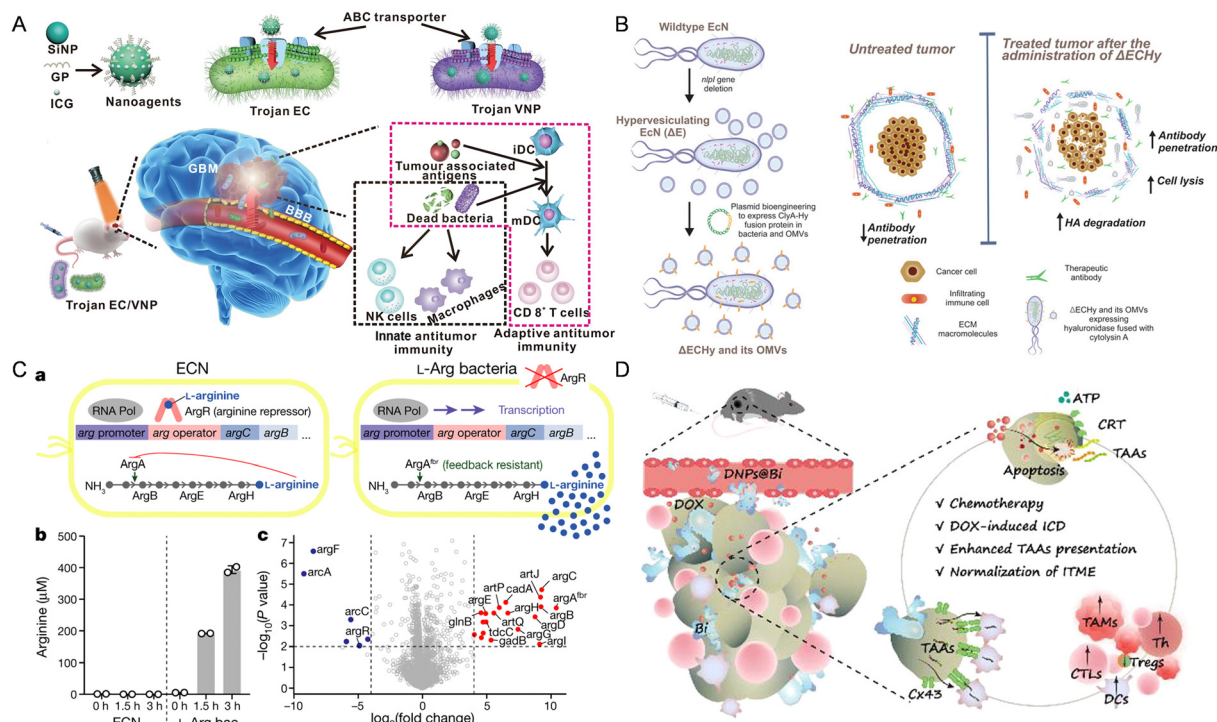 A
SiNP
GP
ICG
Nanoagents
ABC transporter
Trojan EC
Trojan VNP
GBM
BBB
Trojan EC/VNP
Tumour associated
antigens
Dead bacteria
iDC
mDC
NK cells
Macrophages
CD 8⁺ T cells
Innate antitumor
immunity
Adaptive antitumor
immunity
B
Wildtype EcN
nlpI gene
deletion
Hypervesiculating
EcN (ΔE)
Plasmid bioengineering
to express ClyA-Hy
fusion protein in
bacteria and OMVs
ΔECHy and its OMVs
Untreated tumor
Treated tumor after the
administration of ΔECHy
Antibody
penetration
Antibody
penetration
Cell lysis
HA degradation
Cancer cell
Infiltrating
immune cell
ECM
macromolecules
Therapeutic
antibody
ΔECHy and its OMVs
expressing
hyaluronidase fused with
cytolysin A
C
a
ECN
RNA Pol
L-arginine
ArgR (arginine repressor)
arg promoter arg operator argC argB ...
ArgA
NH₃ ArgB ArgE ArgH L-arginine
L-Arg bacteria
ArgR
RNA Pol Transcription
arg promoter arg operator argC argB ...
ArgAᶠᵇʳ (feedback resistant)
NH₃ ArgB ArgE ArgH L-arginine
b
Arginine (µM)
500
400
300
200
100
0
0 h 1.5 h 3 h 0 h 1.5 h 3 h
ECN L-Arg bac
c
−log₁₀(P value)
7
6
5
4
3
2
1
0
−10 −5 0 5 10
log₂(fold change)
argF
arcA
arcC
argR
artJ
argC
artP
cadA
argAᶠᵇʳ
argE
argH
argB
glnB
artQ
argD
tdcC
argG
gadB
argI
D
DNPs@Bi
DOX
Bi
ATP
CRT
TAAs
Apoptosis
√ Chemotherapy
√ DOX-induced ICD
√ Enhanced TAAs presentation
√ Normalization of ITME
TAAs
Cx43
TAMs
Th
Tregs
CTLs
DCs